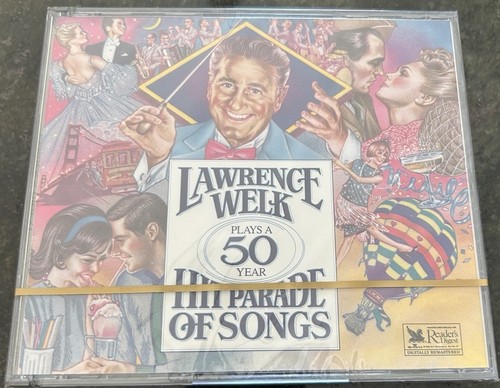 LAWRENCE
WELK
PLAYS A
50
YEAR
HIT PARADE
OF SONGS
Reader's
Digest
DIGITALLY REMASTERED